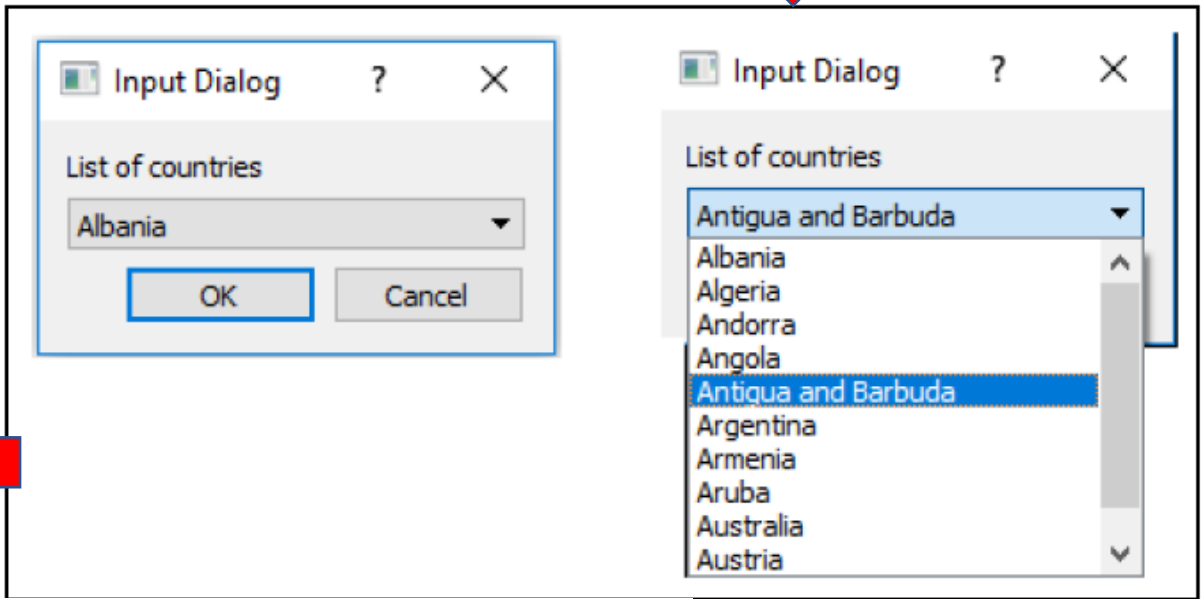 Input Dialog ?
List of countries
Albania
OK Cancel
Input Dialog ?
List of countries
Antigua and Barbuda
Albania
Algeria
Andorra
Angola
Antigua and Barbuda
Argentina
Armenia
Aruba
Australia
Austria